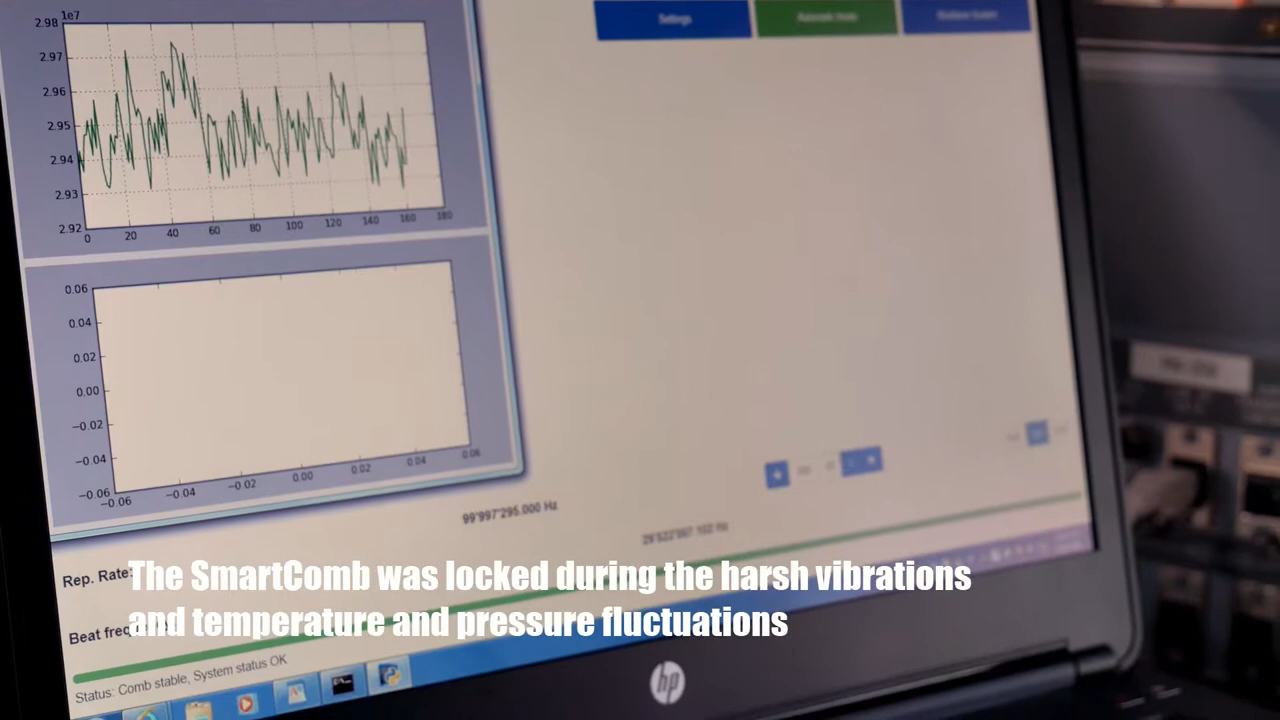 1e7
2.98
2.97
2.96
2.95
2.94
2.93
2.92
0 20 40 60 80 100 120 140 160 180
Settings
0.06
0.04
0.02
0.00
−0.02
−0.04
−0.06
−0.06 −0.04 −0.02 0.00 0.02 0.04 0.06
99'997'295.000 Hz
Rep. Rate:
Beat freq
The SmartComb was locked during the harsh vibrations
and temperature and pressure fluctuations
Status: Comb stable, System status OK
hp